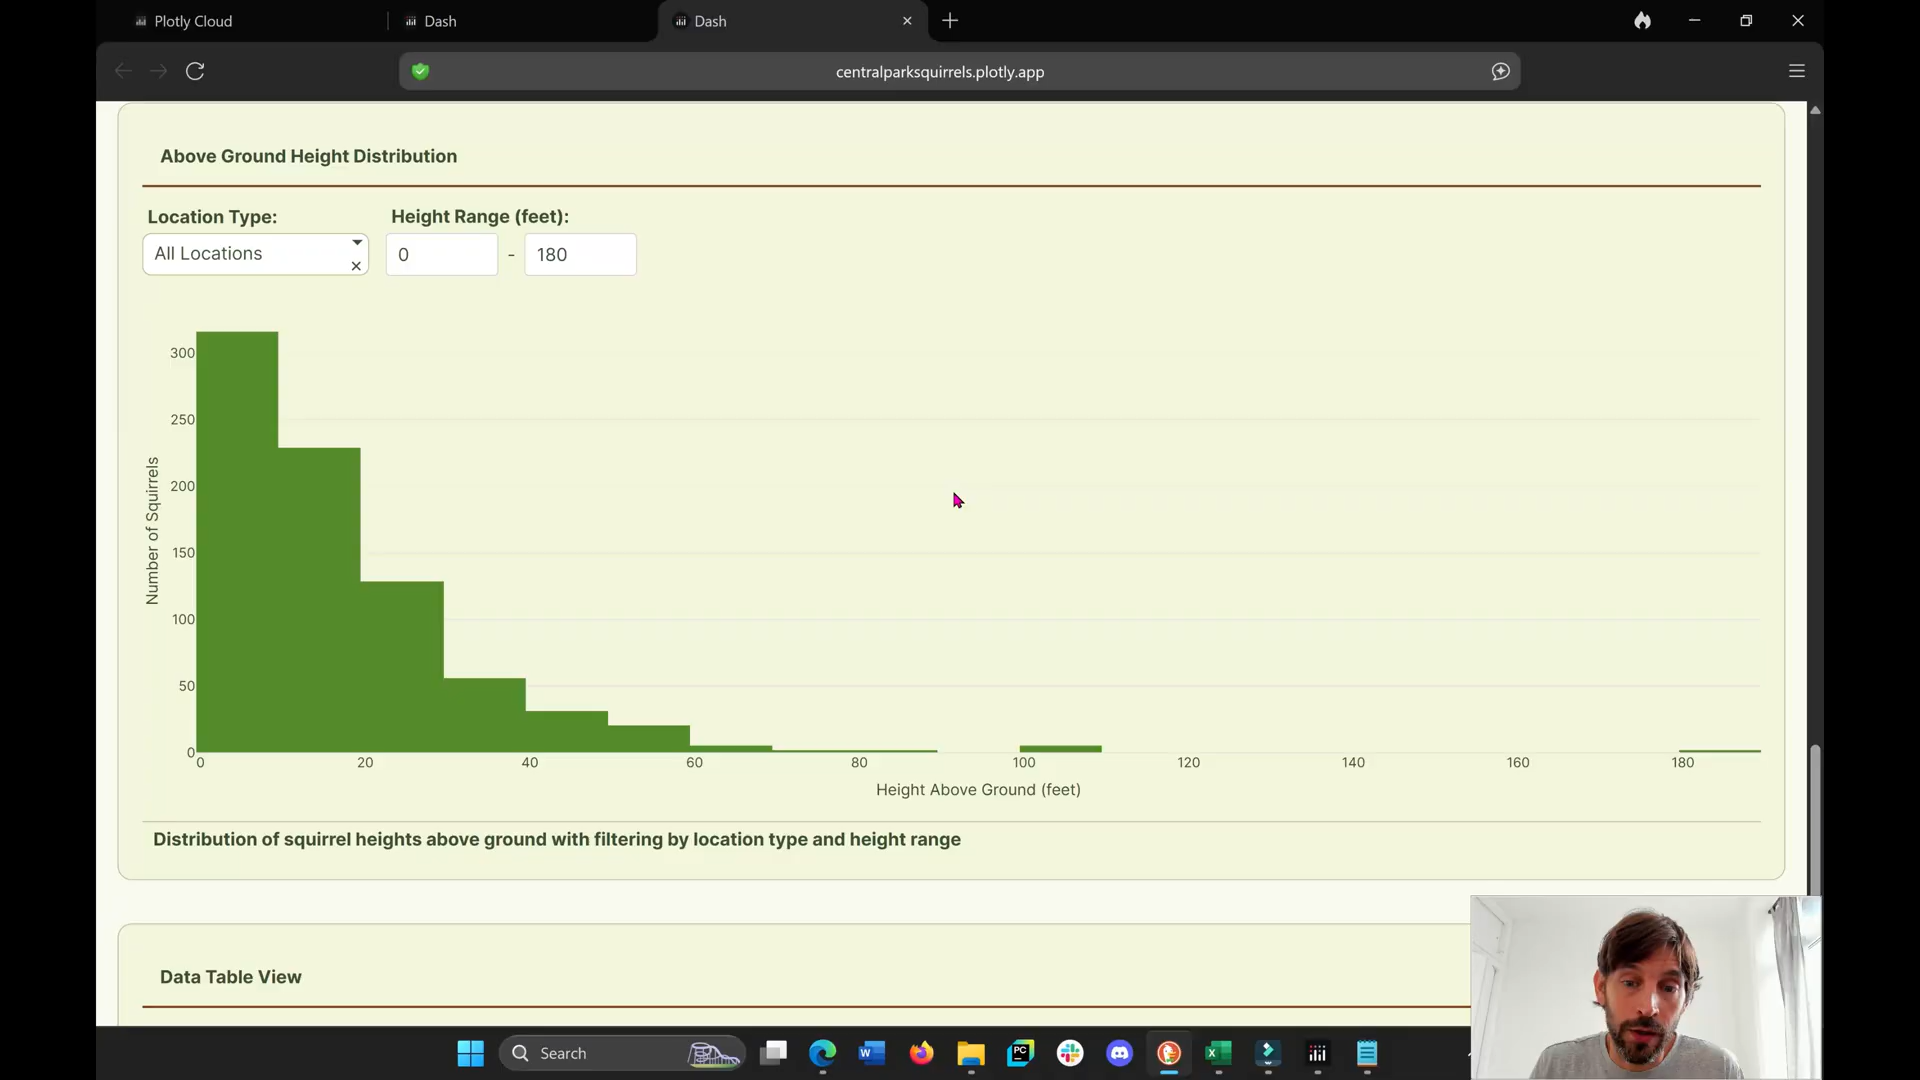 Plotly Cloud
Dash
Dash
centralparksquirrels.plotly.app
Above Ground Height Distribution
Location Type:
Height Range (feet):
All Locations
0
-
180
Number of Squirrels
300
250
200
150
100
50
0
0 20 40 60 80 100 120 140 160 180
Height Above Ground (feet)
Distribution of squirrel heights above ground with filtering by location type and height range
Data Table View
Search
W
PC
X